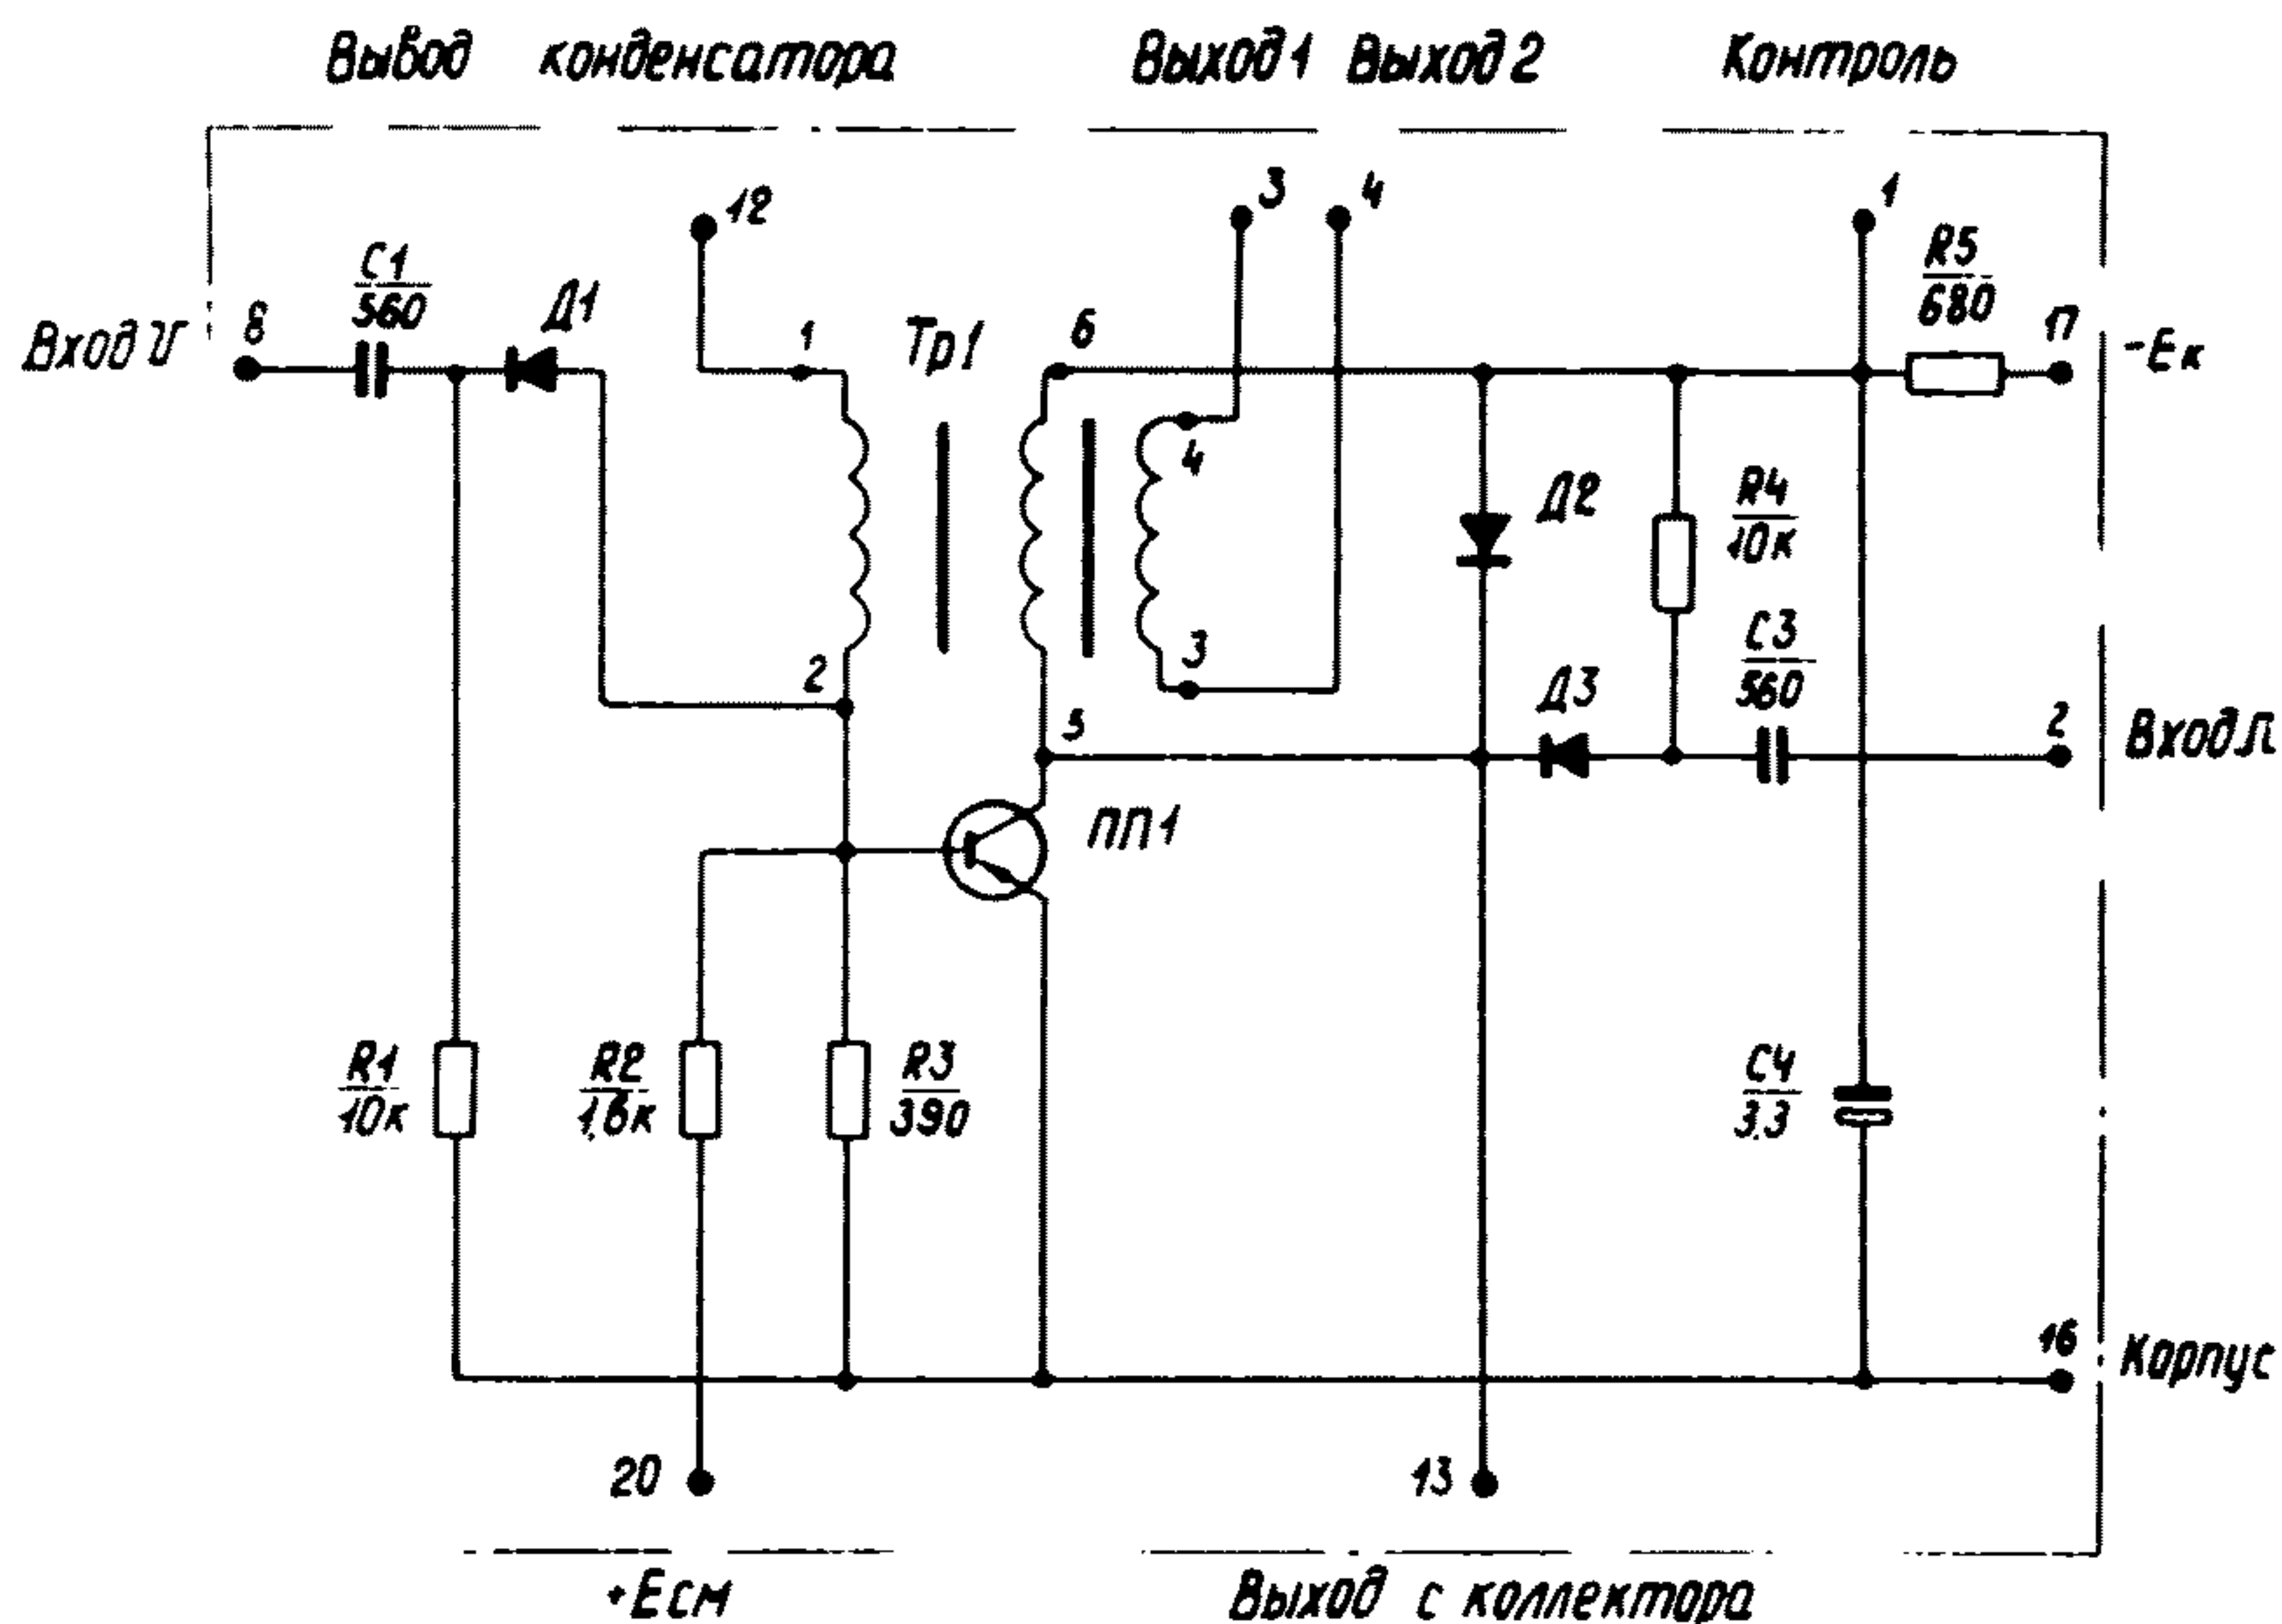 Вывод конденсатора Выход 1 Выход 2 Контроль
12 3 4 1
C1 560 Д1 R5 680
Вход 8 1 Тр1 6 17 -Ек
4
Д2 R4 10к
C3 560
2 3 Д3
5 2 Вход
ПП1
R1 10к R2 R3 390 C4 3.3
16 Корпус
20 13
+Есм Выход с коллектора